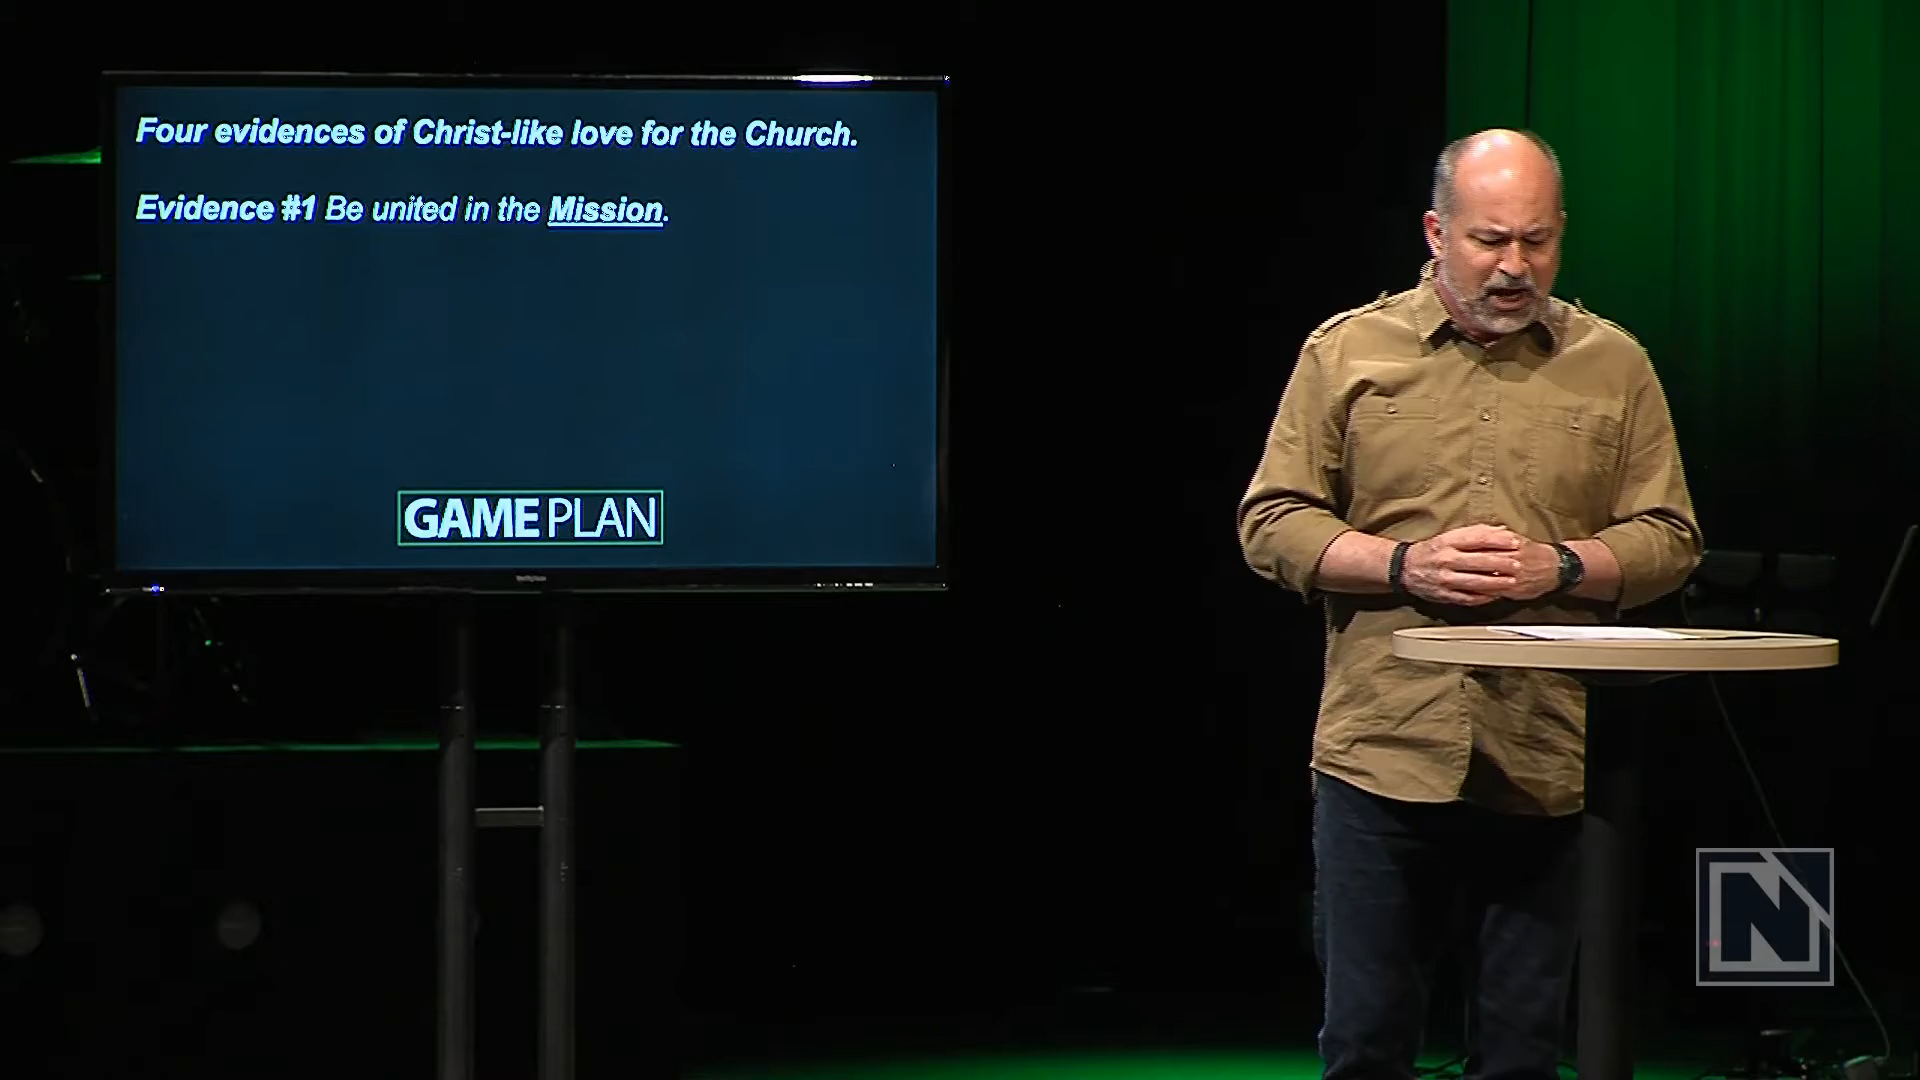 Four evidences of Christ-like love for the Church.
Evidence #1 Be united in the Mission.
GAME PLAN
N